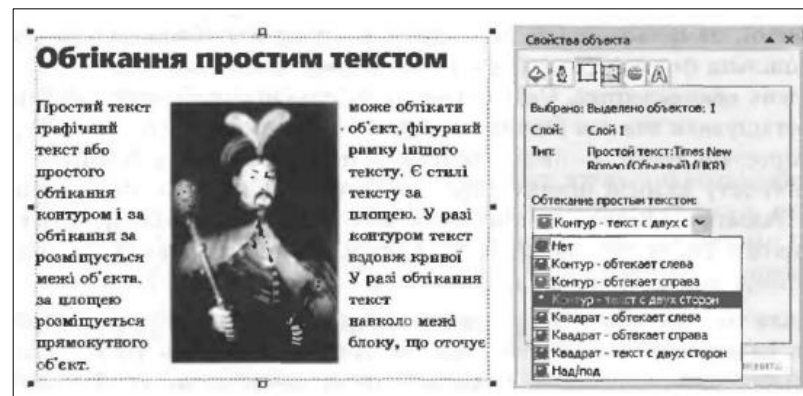 Обтікання простим текстом
Простий текст може обтікати
графічний об'єкт, фігурний
текст або рамку іншого
простого тексту. Є стилі
обтікання тексту за
контуром і за площею. У разі
обтікання за контуром текст
розміщується вздовж кривої
межі об'єкта. У разі обтікання
за площею текст
розміщується навколо межі
прямокутного блоку, що оточує
об'єкт.
Свойства объекта
Выбрано: Выделено объектов: 1
Слой: Слой 1
Тип: Простой текст:Times New
Roman (Обычный) (UKR)
Обтекание простым текстом:
Контур - текст с двух с
Нет
Контур - обтекает слева
Контур - обтекает справа
Контур - текст с двух сторон
Квадрат - обтекает слева
Квадрат - обтекает справа
Квадрат - текст с двух сторон
Над/под